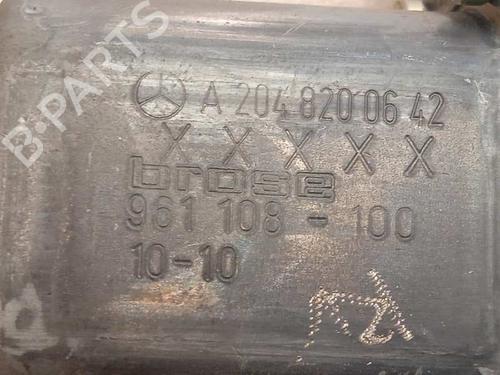 B-PARTS
A 204 820 06 42
X X X X X
brose
961 108 - 100
10-10